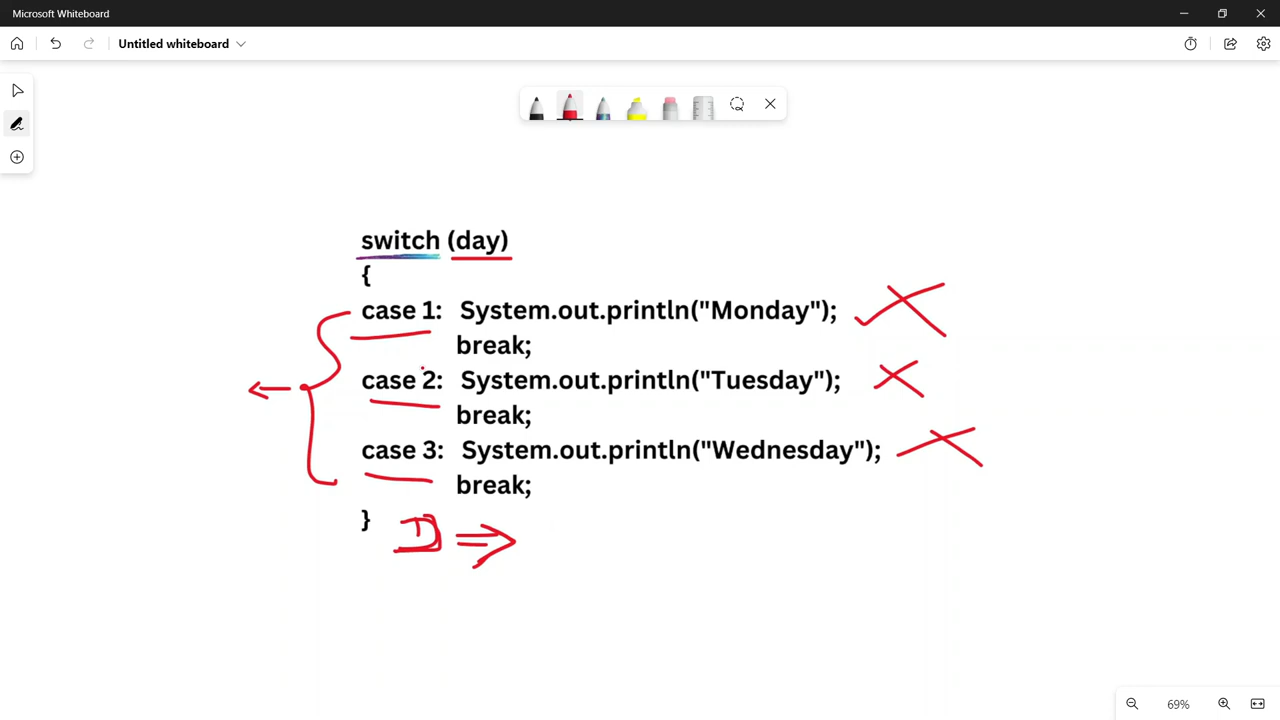 Microsoft Whiteboard
Untitled whiteboard
switch (day)
{
case 1: System.out.println("Monday");
break;
case 2: System.out.println("Tuesday");
break;
case 3: System.out.println("Wednesday");
break;
}
D ⇒
69%